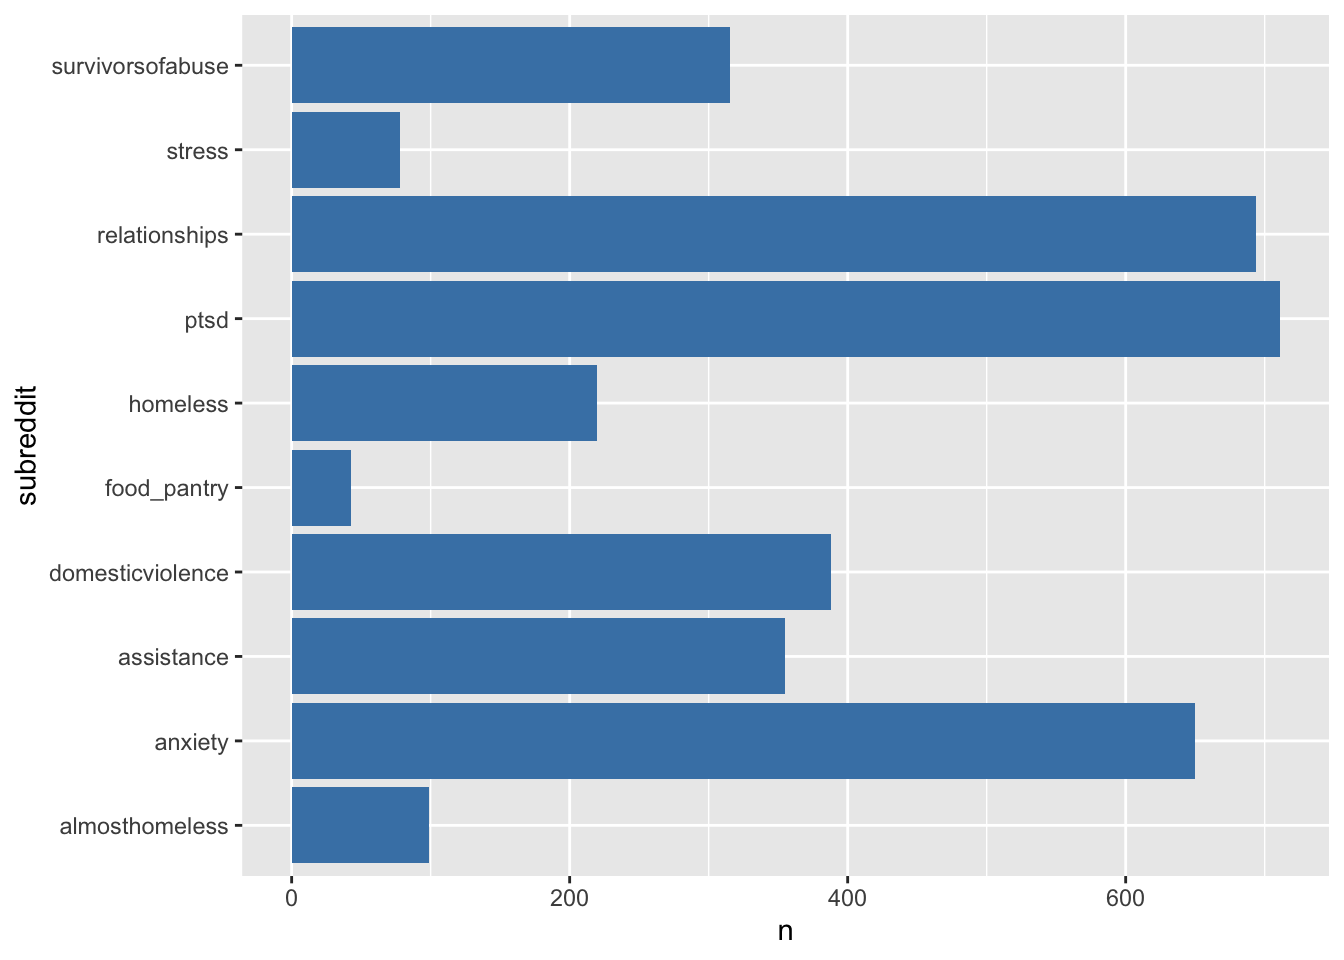 survivorsofabuse
stress
relationships
ptsd
homeless
food_pantry
domesticviolence
assistance
anxiety
almosthomeless
subreddit
0 200 400 600
n